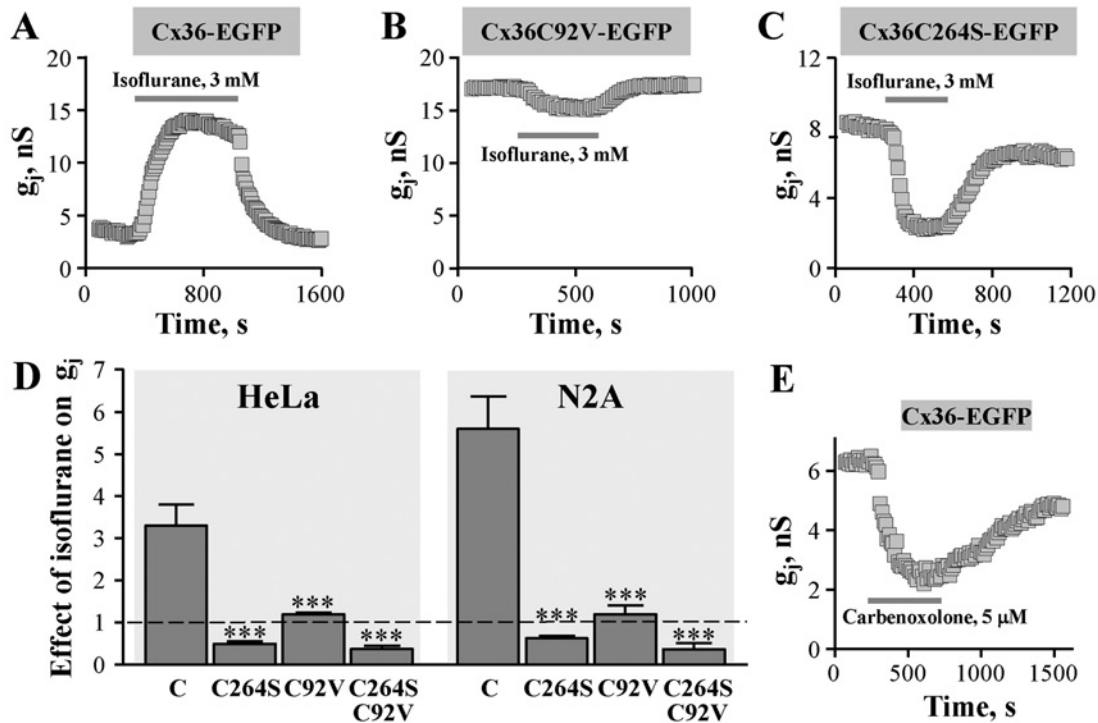 A
Cx36-EGFP
Isoflurane, 3 mM
20
15
10
5
0
gj, nS
0
800
1600
Time, s
B
Cx36C92V-EGFP
20
15
10
5
0
gj, nS
Isoflurane, 3 mM
0
500
1000
Time, s
C
Cx36C264S-EGFP
Isoflurane, 3 mM
12
8
4
0
gj, nS
0
400
800
1200
Time, s
D
HeLa
N2A
Effect of isoflurane on gj
7
6
5
4
3
2
1
0
***
***
***
***
***
***
C
C264S
C92V
C264S
C92V
C
C264S
C92V
C264S
C92V
E
Cx36-EGFP
6
4
2
0
gj, nS
Carbenoxolone, 5 μM
0
500
1000
1500
Time, s